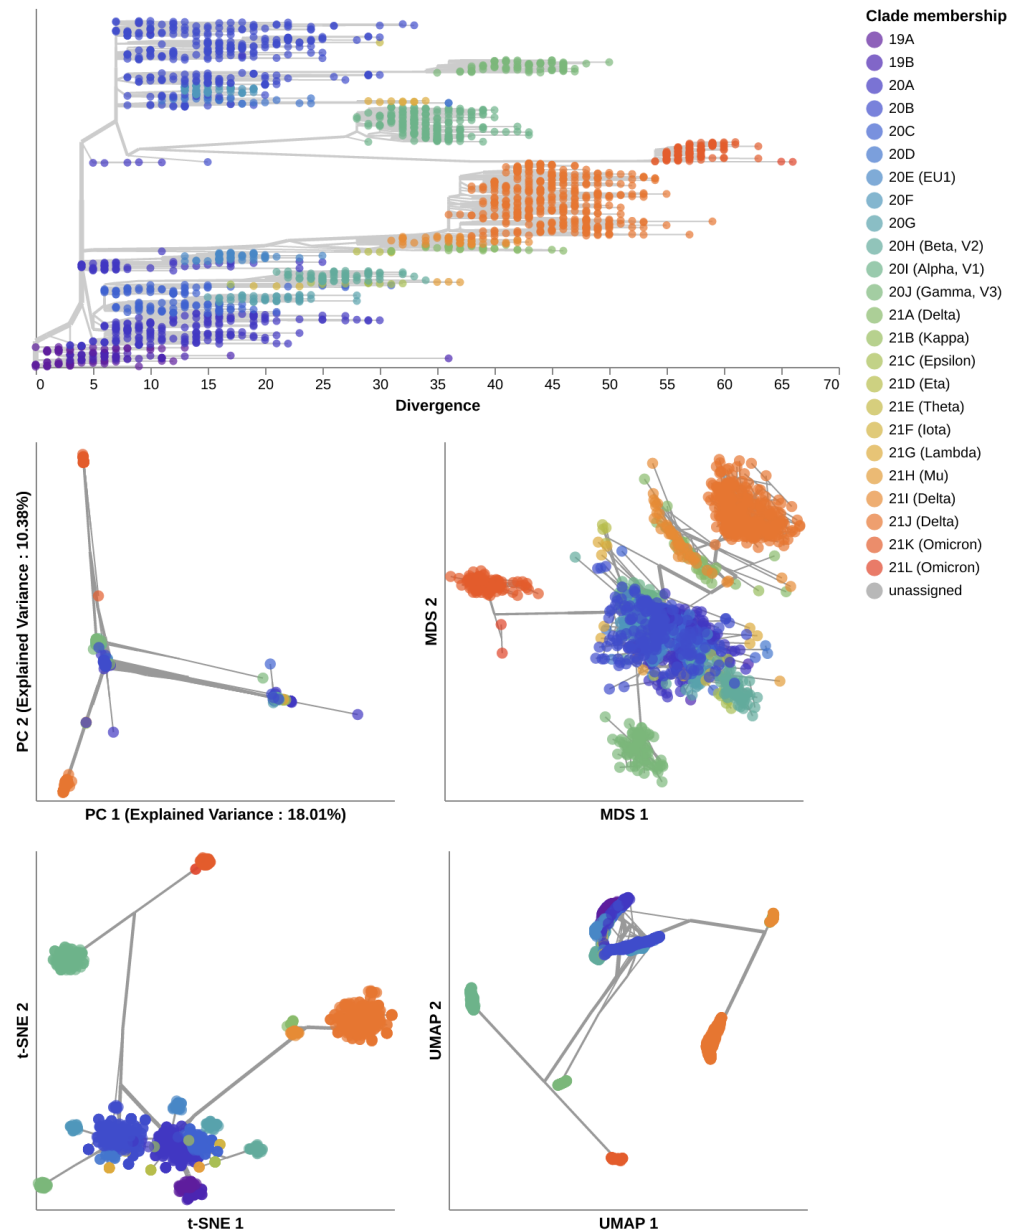 Clade membership
19A
19B
20A
20B
20C
20D
20E (EU1)
20F
20G
20H (Beta, V2)
20I (Alpha, V1)
20J (Gamma, V3)
21A (Delta)
21B (Kappa)
21C (Epsilon)
21D (Eta)
21E (Theta)
21F (Iota)
21G (Lambda)
21H (Mu)
21I (Delta)
21J (Delta)
21K (Omicron)
21L (Omicron)
unassigned
0 5 10 15 20 25 30 35 40 45 50 55 60 65 70
Divergence
PC 2 (Explained Variance : 10.38%)
PC 1 (Explained Variance : 18.01%)
MDS 2
MDS 1
t-SNE 2
t-SNE 1
UMAP 2
UMAP 1